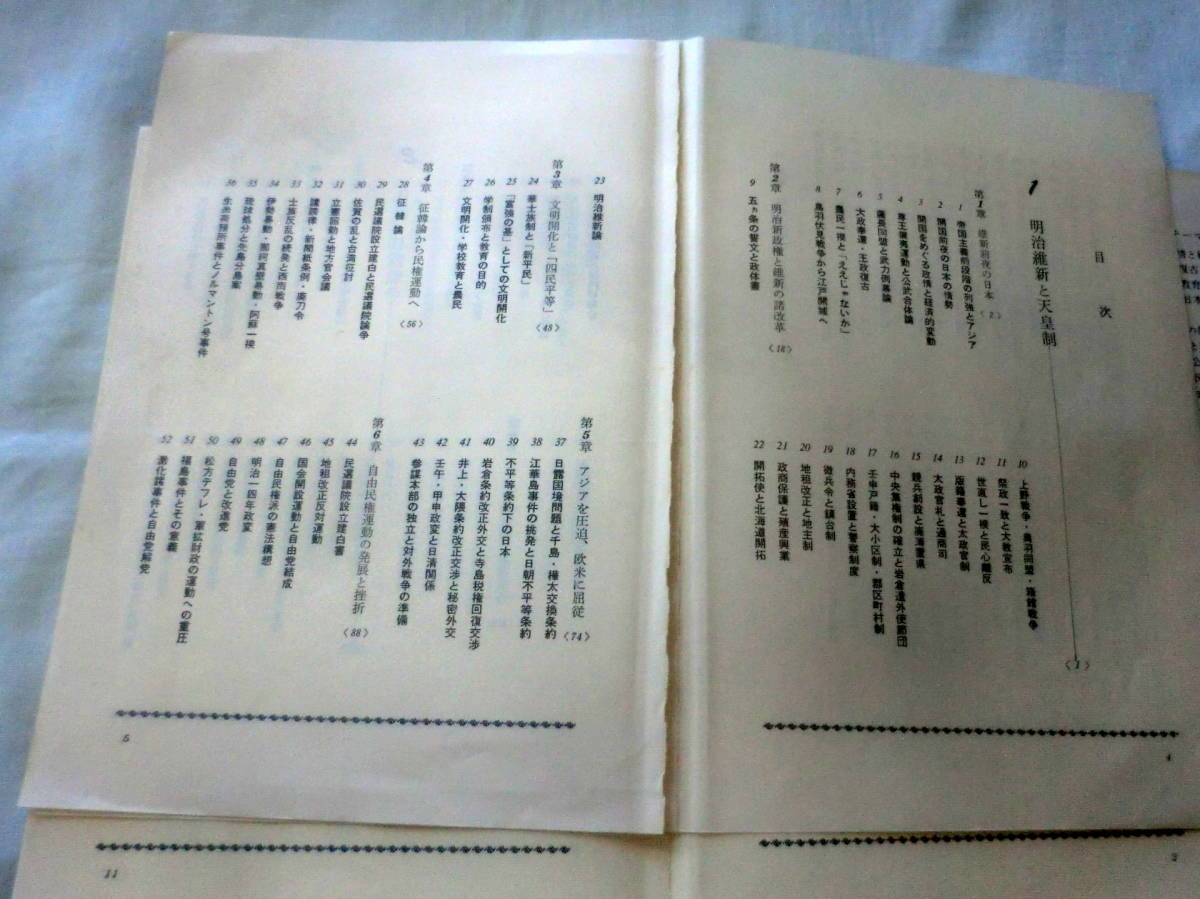 目次
1 明治維新と天皇制 〈1〉
第1章 維新前夜の日本 〈2〉
1 帝国主義前段階の列強とアジア
2 開国前夜の日本の情勢
3 開国をめぐる政情と経済的変動
4 尊王攘夷運動と公武合体論
5 薩長同盟と武力倒幕論
6 大政奉還・王政復古
7 農民一揆と「ええじゃないか」
8 鳥羽伏見戦争から江戸開城へ
第2章 明治新政権と維新の諸改革 〈18〉
9 五ヵ条の誓文と政体書
10 上野戦争・
11 祭政一致と大教宣布
12 世直し一揆と民心離反
13 版籍奉還と太政官制
14 太政官札と通商司
15 親兵創設と廃藩置県
16 中央集権制の確立と岩倉遣外使節団
17 壬申戸籍・大小区制・郡区町村制
18 内務省設置と警察制度
19 徴兵令と鎮台制
20 地租改正と地主制
21 政商保護と殖産興業
22 開拓使と北海道開拓
4
23 明治維新論
第3章 文明開化と「四民平等」 〈48〉
24 華士族制と「新平民」
25 「富強の基」としての文明開化
26 学制頒布と教育の目的
27 文明開化・学校教育と農民
第4章 征韓論から民権運動へ 〈56〉
28 征韓論
29 民選議院設立建白と民選議院論争
30 佐賀の乱と台湾征討
31 立憲運動と地方官会議
32 讒謗律・新聞紙条例・廃刀令
33 士族反乱の続発と西南戦争
34 伊勢暴動・南河真壁暴動・阿蘇一揆
35 琉球処分と先島分島案
36 生糸荷預所事件とノルマントン号事件
第5章 アジアを圧迫、欧米に屈従 〈74〉
37 日露国境問題と千島・樺太交換条約
38 江華島事件の挑発と日朝不平等条約
39 不平等条約下の日本
40 岩倉条約改正外交と寺島税権回復交渉
41 井上・大隈条約改正交渉と秘密外交
42 壬午・甲申政変と日清関係
43 参謀本部の独立と対外戦争の準備
第6章 自由民権運動の発展と挫折 〈88〉
44 民選議院設立建白書
45 地租改正反対運動
46 国会開設運動と自由党結成
47 自由民権派の憲法構想
48 明治一四年政変
49 自由党と改進党
50 松方デフレ・軍拡財政の運動への重圧
51 福島事件とその意義
52 激化諸事件と自由党解党
5
11
2